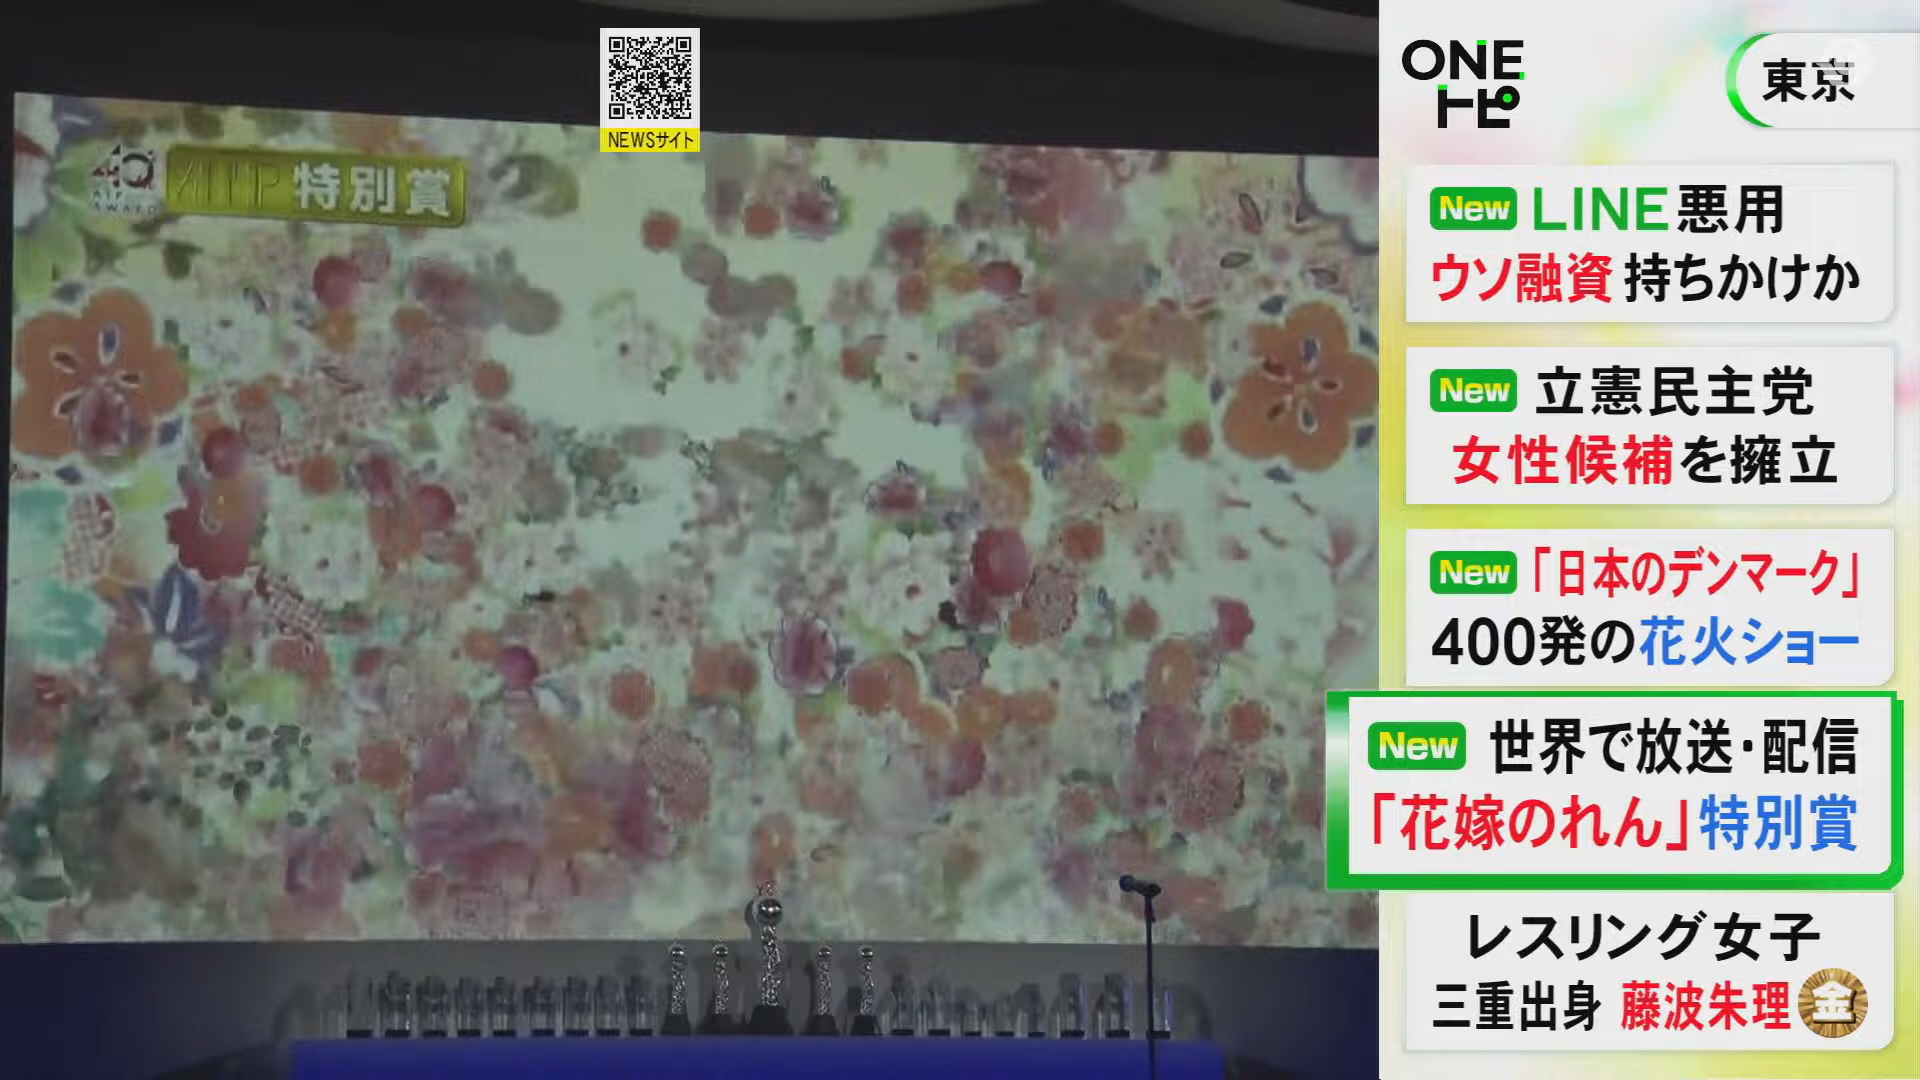 NEWSサイト
ATP 特別賞
ONE
東京
New LINE悪用
ウソ融資 持ちかけか
New 立憲民主党
女性候補を擁立
New 「日本のデンマーク」
400発の花火ショー
New 世界で放送・配信
「花嫁のれん」特別賞
レスリング女子
三重出身 藤波朱理 金